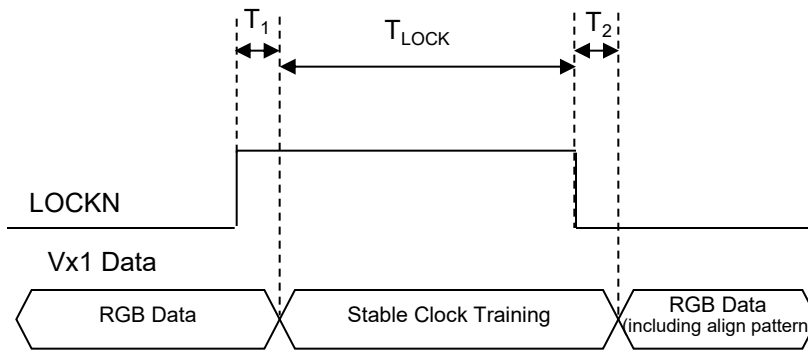 T1
TLOCK
T2
LOCKN
Vx1 Data
RGB Data
Stable Clock Training
RGB Data
(including align pattern